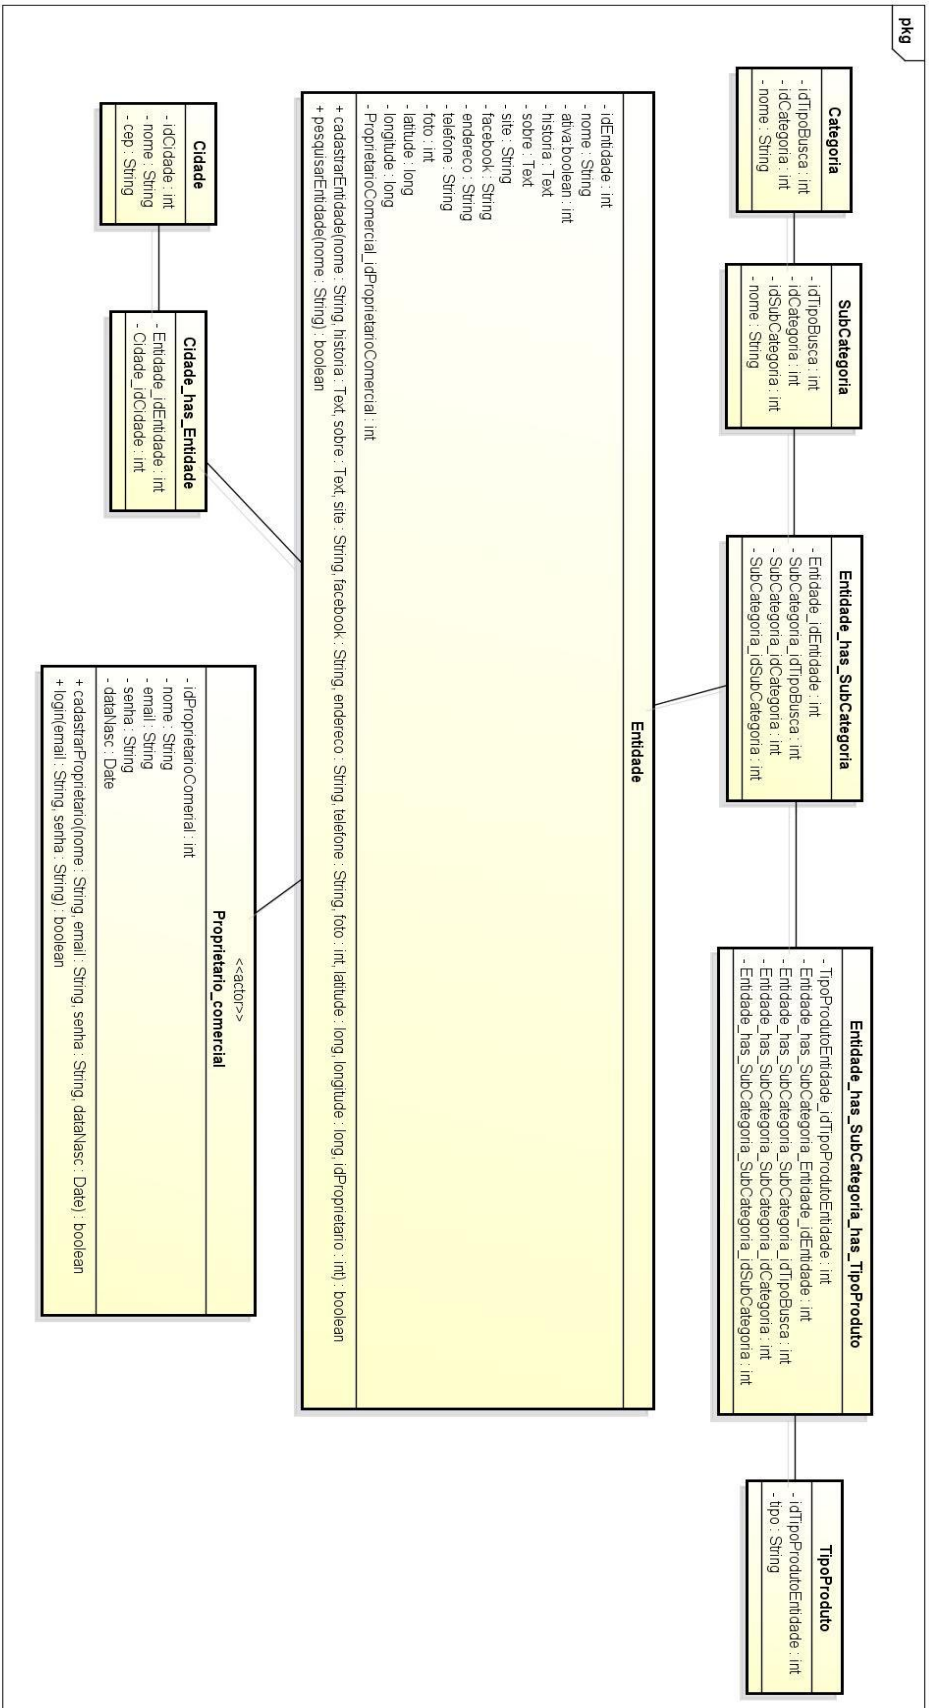 pkg
Categoria
- idTipoBusca : int
- idCategoria : int
- nome : String
SubCategoria
- idTipoBusca : int
- idCategoria : int
- idSubCategoria : int
- nome : String
Entidade_has_SubCategoria
- Entidade_idEntidade : int
- SubCategoria_idTipoBusca : int
- SubCategoria_idCategoria : int
- SubCategoria_idSubCategoria : int
Entidade_has_SubCategoria_has_TipoProduto
- TipoProdutoEntidade_idTipoProdutoEntidade : int
- Entidade_has_SubCategoria_Entidade_idEntidade : int
- Entidade_has_SubCategoria_SubCategoria_idTipoBusca : int
- Entidade_has_SubCategoria_SubCategoria_idCategoria : int
- Entidade_has_SubCategoria_SubCategoria_idSubCategoria : int
TipoProduto
- idTipoProdutoEntidade : int
- tipo : String
Entidade
- idEntidade : int
- nome : String
- ativa:boolean : int
- historia : Text
- sobre : Text
- site : String
- facebook : String
- endereco : String
- telefone : String
- foto : int
- latitude : long
- longitude : long
- ProprietarioComercial_idProprietarioComercial : int
+ cadastrarEntidade(nome : String, historia : Text, sobre : Text, site : String, facebook : String, endereco : String, telefone : String, foto : int, latitude : long, longitude : long, idProprietario : int) : boolean
+ pesquisarEntidade(nome : String) : boolean
Cidade
- idCidade : int
- nome : String
- cep : String
Cidade_has_Entidade
- Entidade_idEntidade : int
- Cidade_idCidade : int
<<actor>>
Proprietario_comercial
- idProprietarioComerial : int
- nome : String
- email : String
- senha : String
- dataNasc : Date
+ cadastrarProprietario(nome : String, email : String, senha : String, dataNasc : Date) : boolean
+ login(email : String, senha : String) : boolean